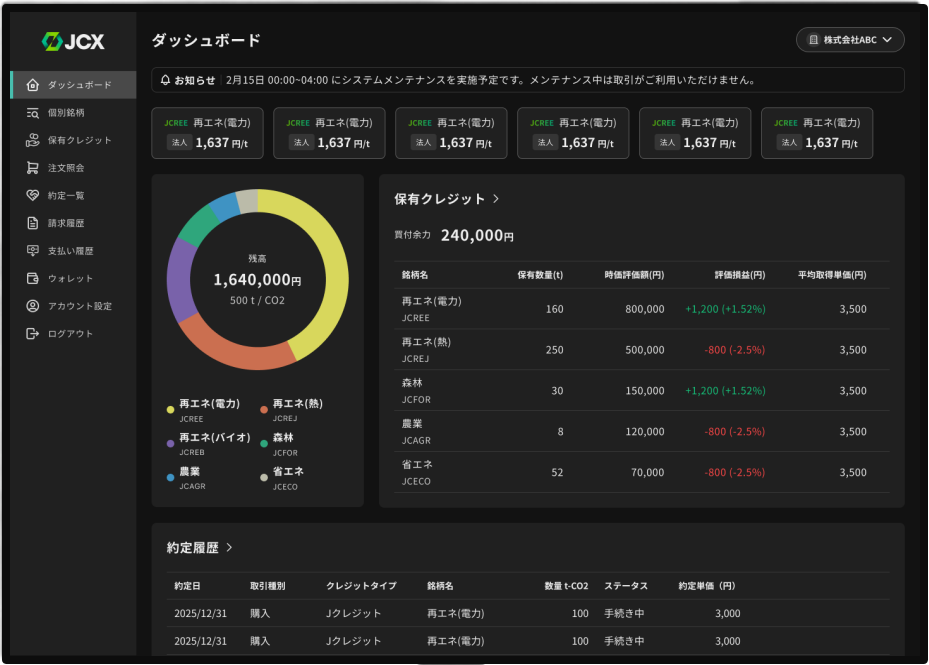 JCX
ダッシュボード
株式会社ABC
お知らせ 2月15日 00:00~04:00 にシステムメンテナンスを実施予定です。メンテナンス中は取引がご利用いただけません。
ダッシュボード
個別銘柄
保有クレジット
注文照会
約定一覧
請求履歴
支払い履歴
ウォレット
アカウント設定
ログアウト
JCREE 再エネ(電力)
法人 1,637 円/t
JCREE 再エネ(電力)
法人 1,637 円/t
JCREE 再エネ(電力)
法人 1,637 円/t
JCREE 再エネ(電力)
法人 1,637 円/t
JCREE 再エネ(電力)
法人 1,637 円/t
JCREE 再エネ(電力)
法人 1,637 円/t
残高
1,640,000円
500 t / CO2
再エネ(電力)
JCREE
再エネ(熱)
JCREJ
再エネ(バイオ)
JCREB
森林
JCFOR
農業
JCAGR
省エネ
JCECO
保有クレジット
買付余力 240,000円
銘柄名 保有数量(t) 時価評価額(円) 評価損益(円) 平均取得単価(円)
再エネ(電力) 160 800,000 +1,200 (+1.52%) 3,500
JCREE
再エネ(熱) 250 500,000 -800 (-2.5%) 3,500
JCREJ
森林 30 150,000 +1,200 (+1.52%) 3,500
JCFOR
農業 8 120,000 -800 (-2.5%) 3,500
JCAGR
省エネ 52 70,000 -800 (-2.5%) 3,500
JCECO
約定履歴
約定日 取引種別 クレジットタイプ 銘柄名 数量 t-CO2 ステータス 約定単価（円）
2025/12/31 購入 Jクレジット 再エネ(電力) 100 手続き中 3,000
2025/12/31 購入 Jクレジット 再エネ(電力) 100 手続き中 3,000